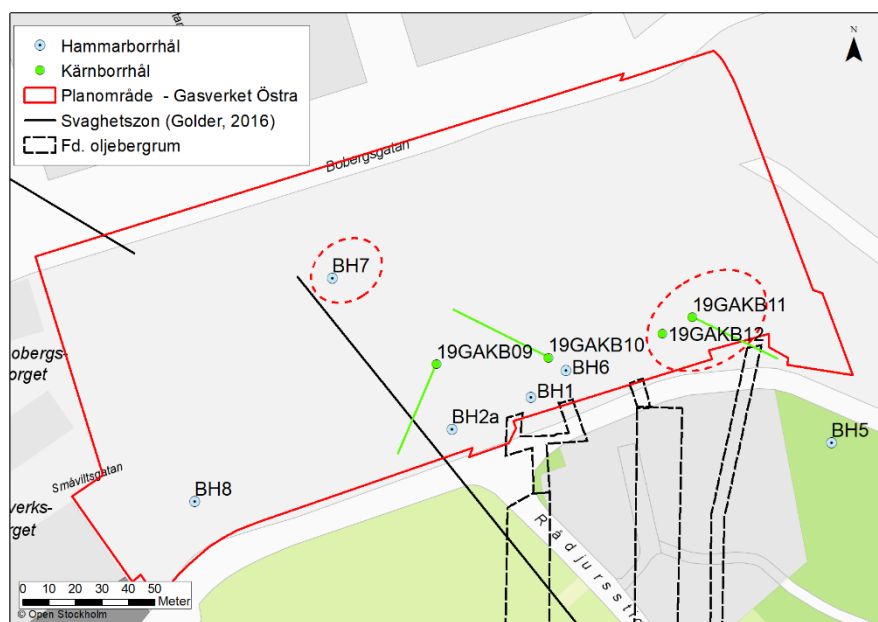 Hammarborrhål
Kärnborrhål
Planområde - Gasverket Östra
Svaghetszon (Golder, 2016)
Fd. oljebergrum
N
Bobergsgatan
BH7
19GAKB11
19GAKB12
19GAKB09
19GAKB10
BH6
BH1
BH2a
BH5
BH8
obergs-
orget
Småviltsgatan
verks-
rget
Rådjursstig
0 10 20 30 40 50
Meter
© Open Stockholm